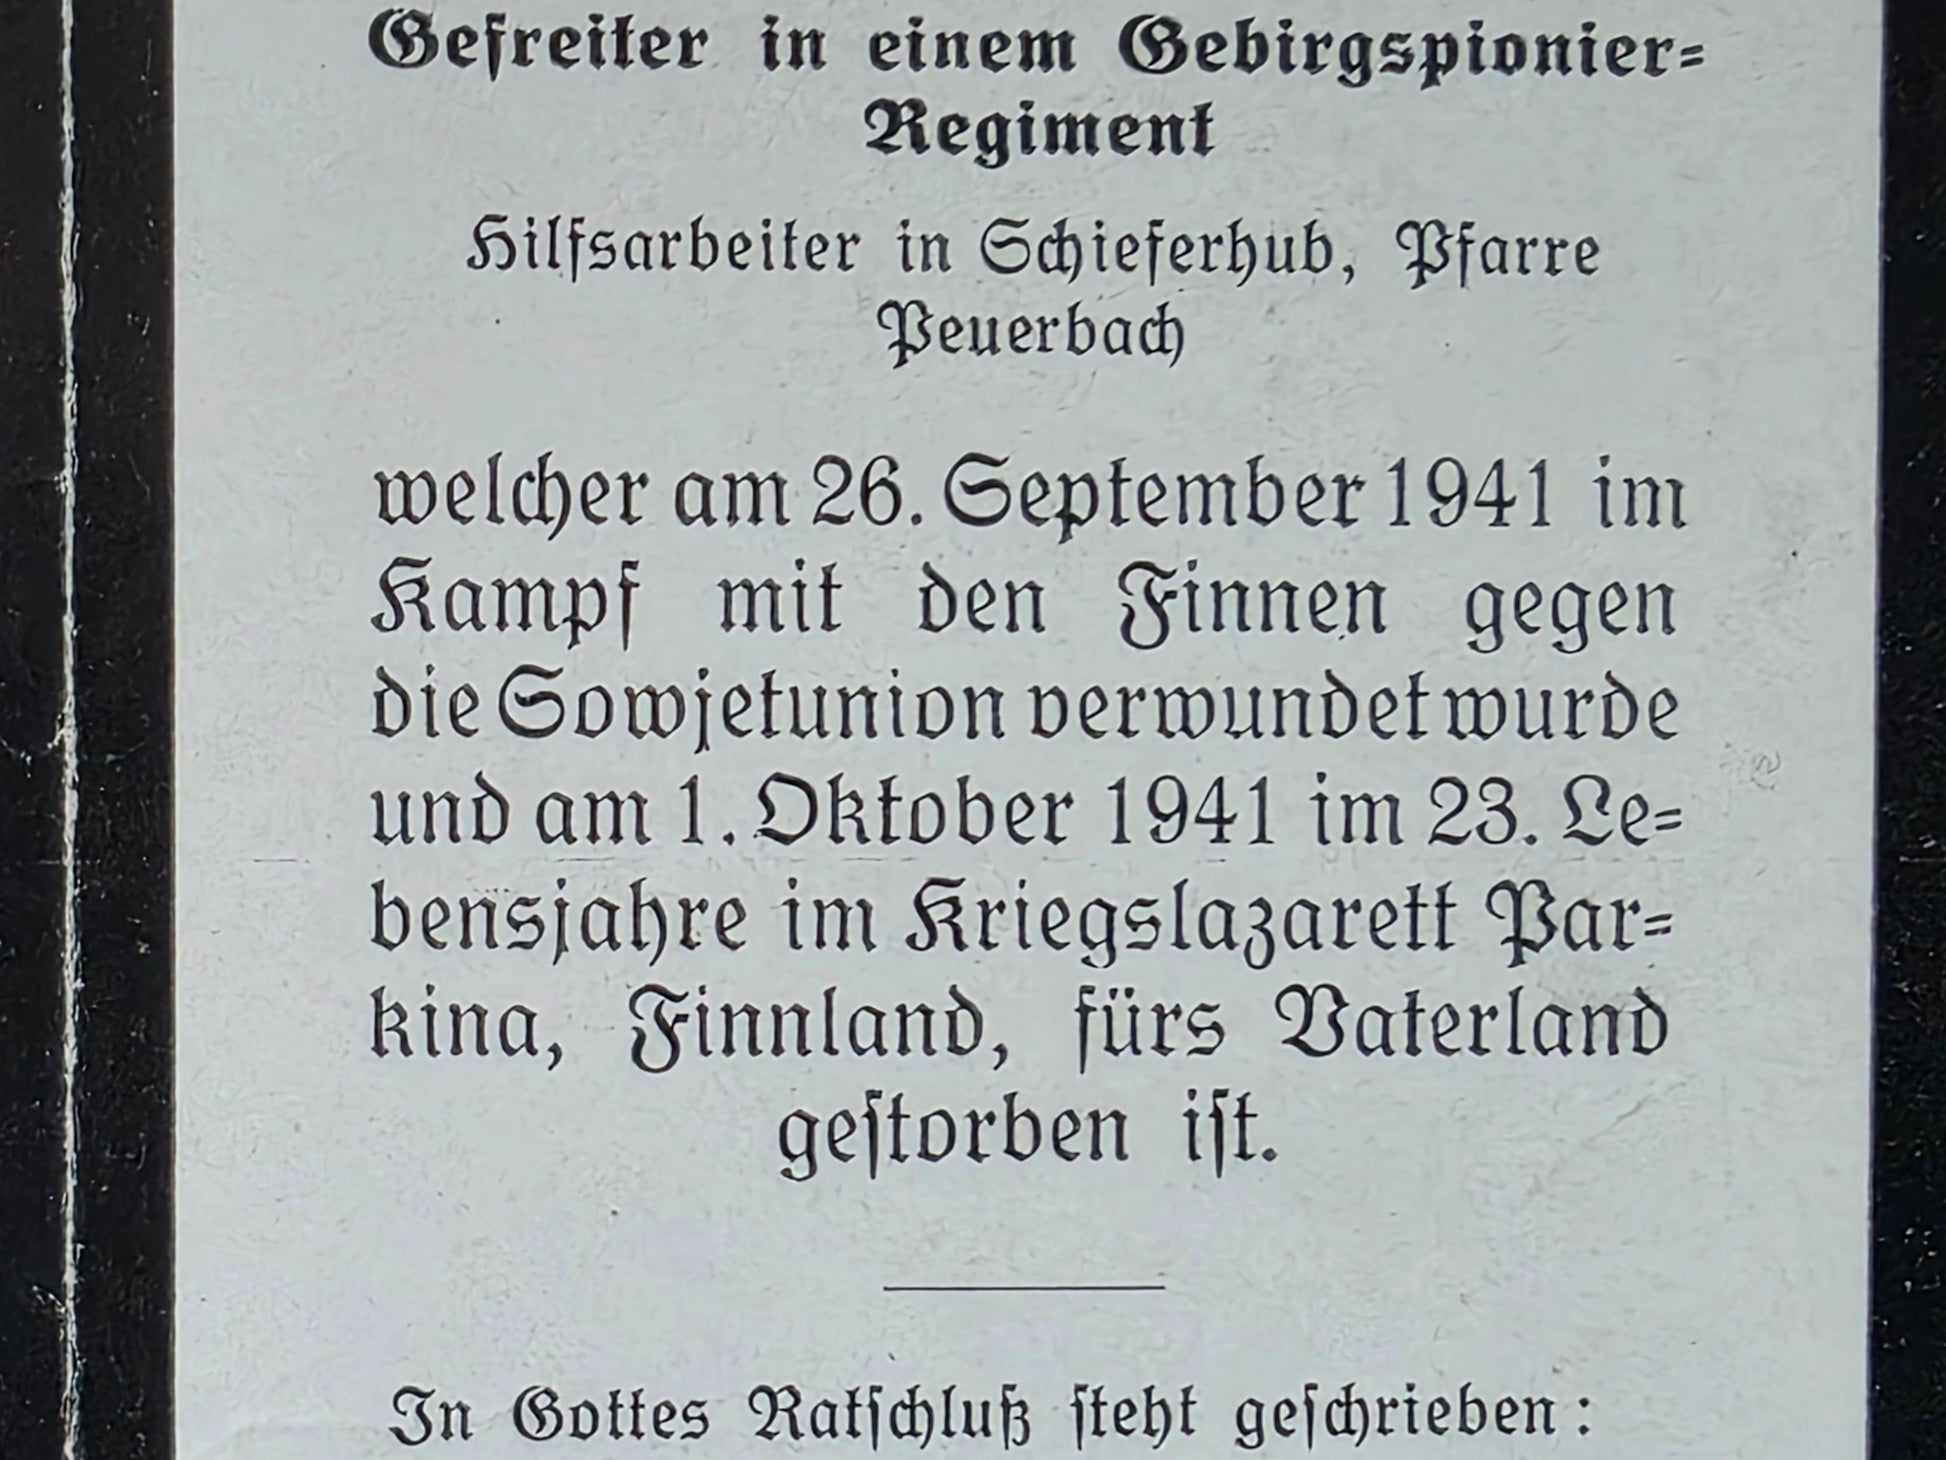 Gefreiter in einem Gebirgspionier=
Regiment
Hilfsarbeiter in Schieferhub, Pfarre
Peuerbach
welcher am 26. September 1941 im
Kampf mit den Finnen gegen
die Sowjetunion verwundet wurde
und am 1. Oktober 1941 im 23. Le=
bensjahre im Kriegslazarett Par=
kina, Finnland, fürs Vaterland
geſtorben iſt.
In Gottes Ratſchluß ſteht geſchrieben: